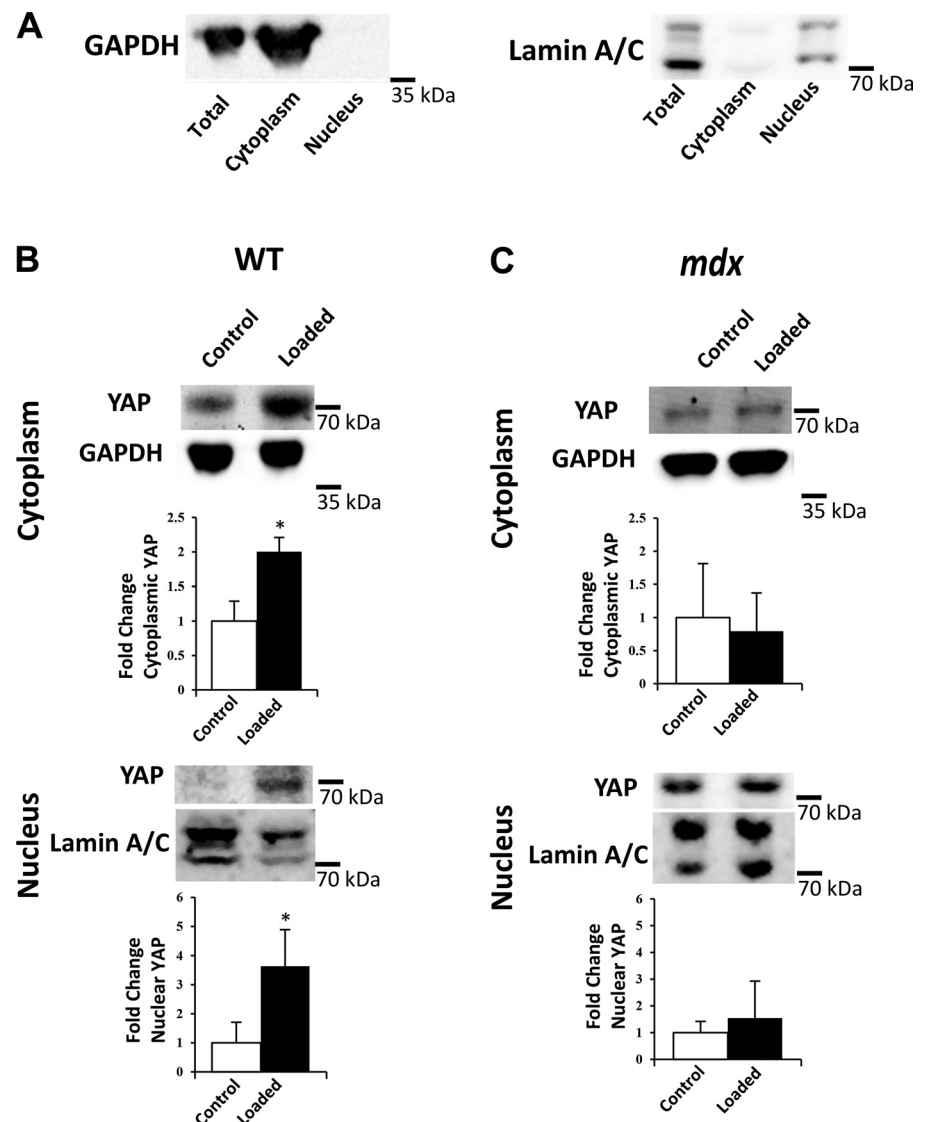 A
GAPDH
35 kDa
Total
Cytoplasm
Nucleus
Lamin A/C
70 kDa
Total
Cytoplasm
Nucleus
B
WT
Control
Loaded
Cytoplasm
YAP
70 kDa
GAPDH
35 kDa
Fold Change
Cytoplasmic YAP
2.5
2
1.5
1
0.5
0
*
Control
Loaded
Nucleus
YAP
70 kDa
Lamin A/C
70 kDa
Fold Change
Nuclear YAP
6
5
4
3
2
1
0
*
Control
Loaded
C
mdx
Control
Loaded
Cytoplasm
YAP
70 kDa
GAPDH
35 kDa
Fold Change
Cytoplasmic YAP
2.5
2
1.5
1
0.5
0
Control
Loaded
Nucleus
YAP
70 kDa
Lamin A/C
70 kDa
Fold Change
Nuclear YAP
6
5
4
3
2
1
0
Control
Loaded